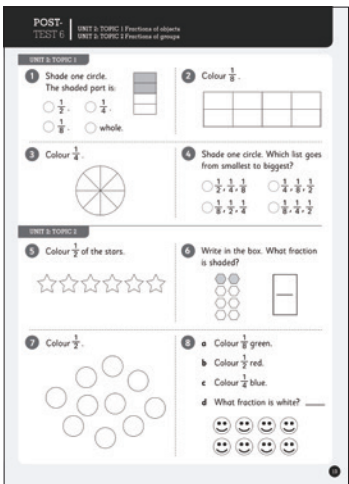 POST-
TEST 6
UNIT 2: TOPIC 1 Fractions of objects
UNIT 2: TOPIC 2 Fractions of groups
UNIT 2: TOPIC 1
1 Shade one circle.
The shaded part is:
1/2. 1/4.
1/8. whole.
2 Colour 1/8.
3 Colour 1/4.
4 Shade one circle. Which list goes
from smallest to biggest?
1/2, 1/4, 1/8 1/4, 1/8, 1/2
1/8, 1/2, 1/4 1/8, 1/4, 1/2
UNIT 2: TOPIC 2
5 Colour 1/2 of the stars.
6 Write in the box. What fraction
is shaded?
7 Colour 1/2.
8 a Colour 1/8 green.
b Colour 1/2 red.
c Colour 1/4 blue.
d What fraction is white? ____